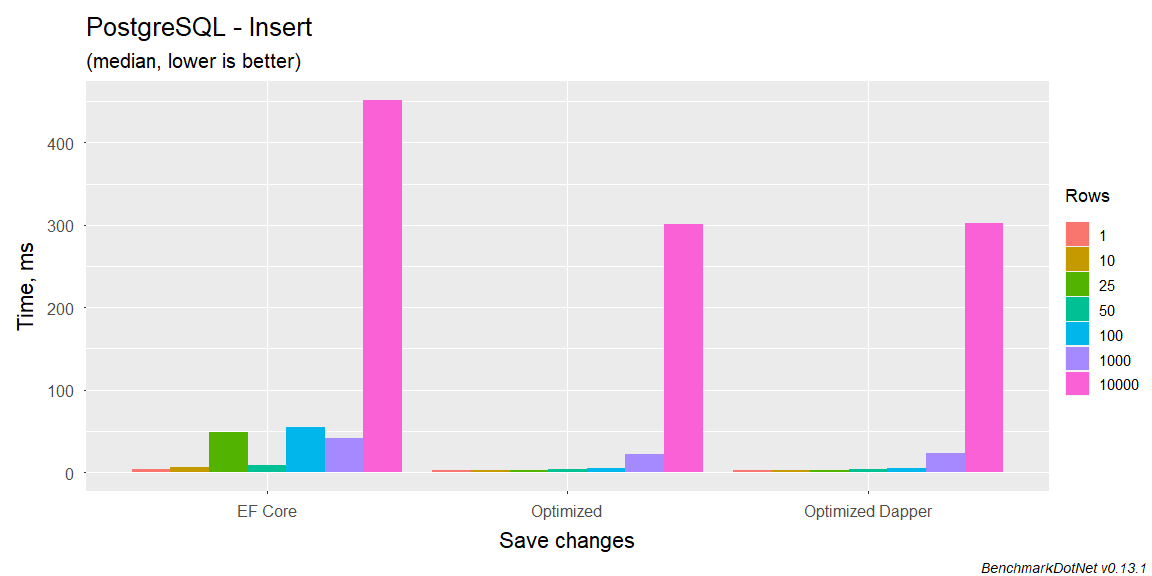 PostgreSQL - Insert
(median, lower is better)
Time, ms
400
300
200
100
0
EF Core
Optimized
Optimized Dapper
Save changes
Rows
1
10
25
50
100
1000
10000
BenchmarkDotNet v0.13.1